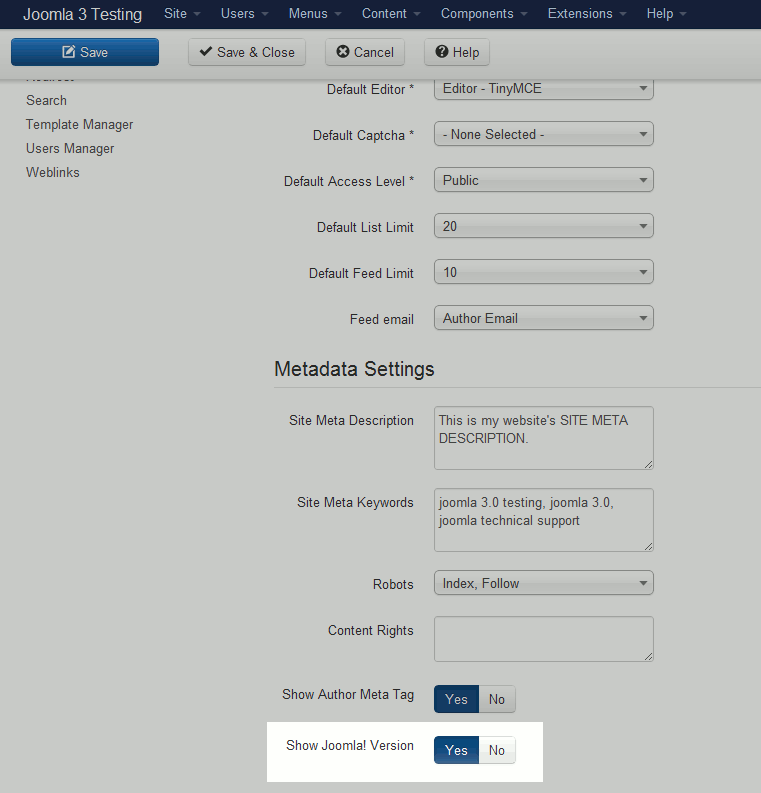 Joomla 3 Testing Site Users Menus Content Components Extensions Help
Save Save & Close Cancel Help
Search
Template Manager
Users Manager
Weblinks
Default Editor * Editor - TinyMCE
Default Captcha * - None Selected -
Default Access Level * Public
Default List Limit 20
Default Feed Limit 10
Feed email Author Email
Metadata Settings
Site Meta Description This is my website's SITE META
DESCRIPTION.
Site Meta Keywords joomla 3.0 testing, joomla 3.0,
joomla technical support
Robots Index, Follow
Content Rights
Show Author Meta Tag Yes No
Show Joomla! Version Yes No